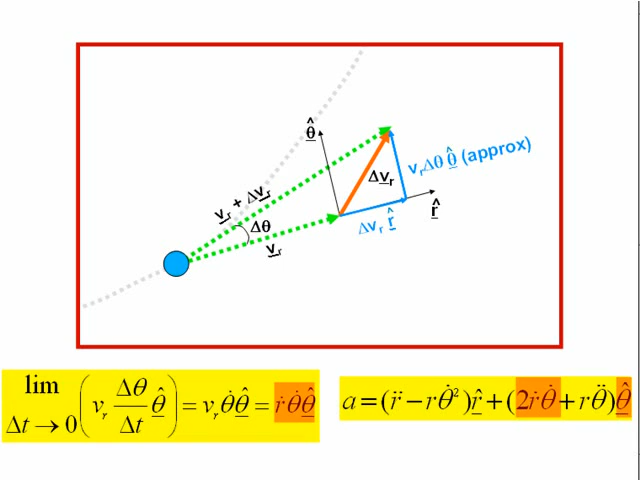 θ̂
v_r Δθ θ̂ (approx)
Δv_r
v_r + Δv_r
r̂
Δθ
Δv_r r̂
v_r
lim Δt → 0 ( v_r Δθ/Δt θ̂ ) = v_r θ̇ θ̂ = ṙ θ̇ θ̂
a = (r̈ − r θ̇²) r̂ + (2ṙ θ̇ + r θ̈) θ̂